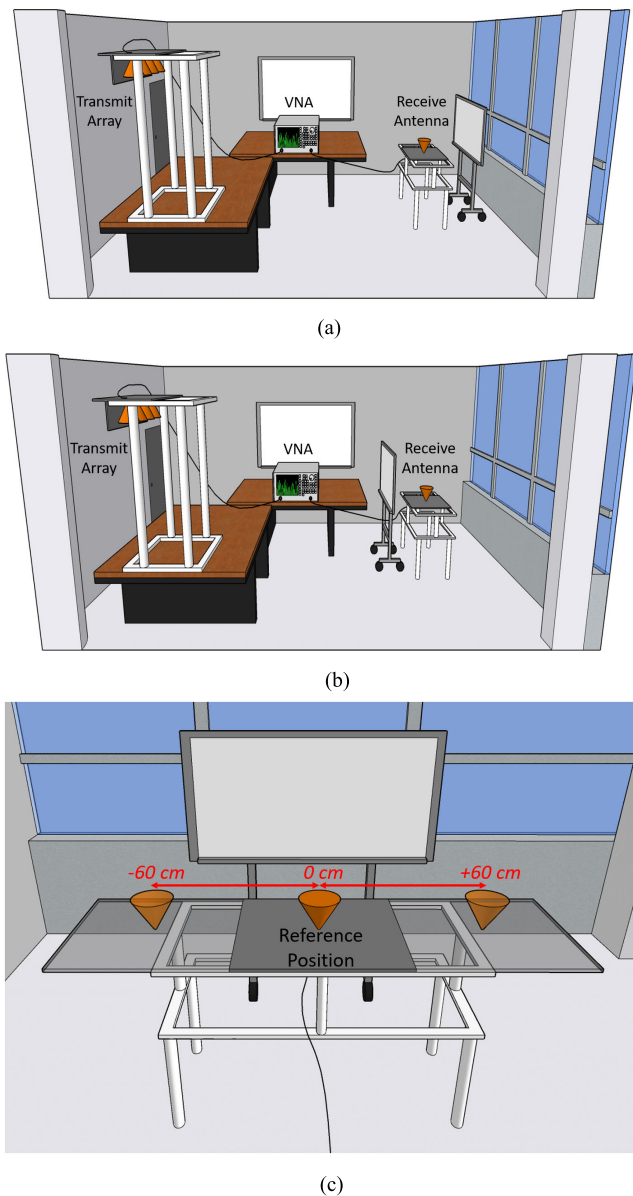 Transmit
Array
VNA
Receive
Antenna
(a)
Transmit
Array
VNA
Receive
Antenna
(b)
-60 cm
0 cm
+60 cm
Reference
Position
(c)